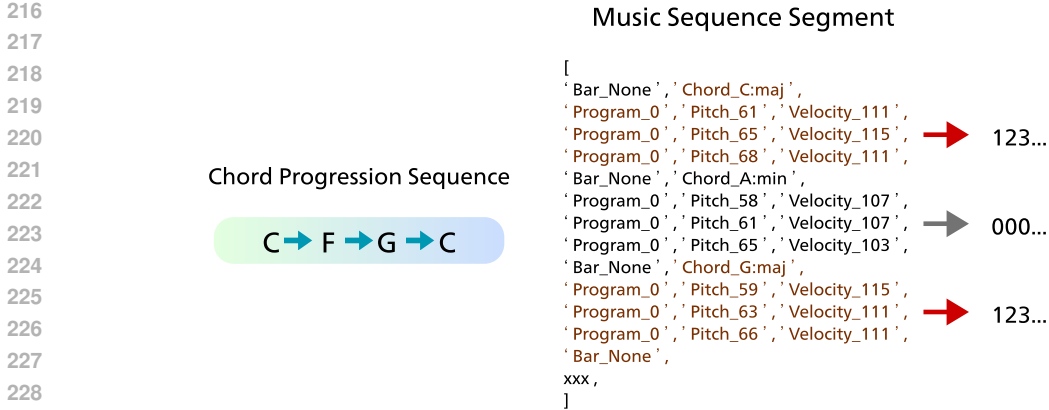 216
217
218
219
220
221
222
223
224
225
226
227
228
Chord Progression Sequence
C F G C
Music Sequence Segment
[
‘ Bar_None ’ , ’ Chord_C:maj ’ ,
‘ Program_0 ’ , ’ Pitch_61 ’ , ’ Velocity_111 ’ ,
‘ Program_0 ’ , ’ Pitch_65 ’ , ’ Velocity_115 ’ ,
‘ Program_0 ’ , ’ Pitch_68 ’ , ’ Velocity_111 ’ ,
‘ Bar_None ’ , ’ Chord_A:min ’ ,
‘ Program_0 ’ , ’ Pitch_58 ’ , ’ Velocity_107 ’ ,
‘ Program_0 ’ , ’ Pitch_61 ’ , ’ Velocity_107 ’ ,
‘ Program_0 ’ , ’ Pitch_65 ’ , ’ Velocity_103 ’ ,
‘ Bar_None ’ , ’ Chord_G:maj ’ ,
‘ Program_0 ’ , ’ Pitch_59 ’ , ’ Velocity_115 ’ ,
‘ Program_0 ’ , ’ Pitch_63 ’ , ’ Velocity_111 ’ ,
‘ Program_0 ’ , ’ Pitch_66 ’ , ’ Velocity_111 ’ ,
‘ Bar_None ’ ,
xxx ,
]
123...
000...
123...